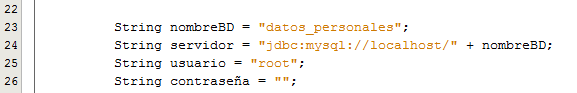 22
23 String nombreBD = "datos_personales";
24 String servidor = "jdbc:mysql://localhost/" + nombreBD;
25 String usuario = "root";
26 String contraseña = "";